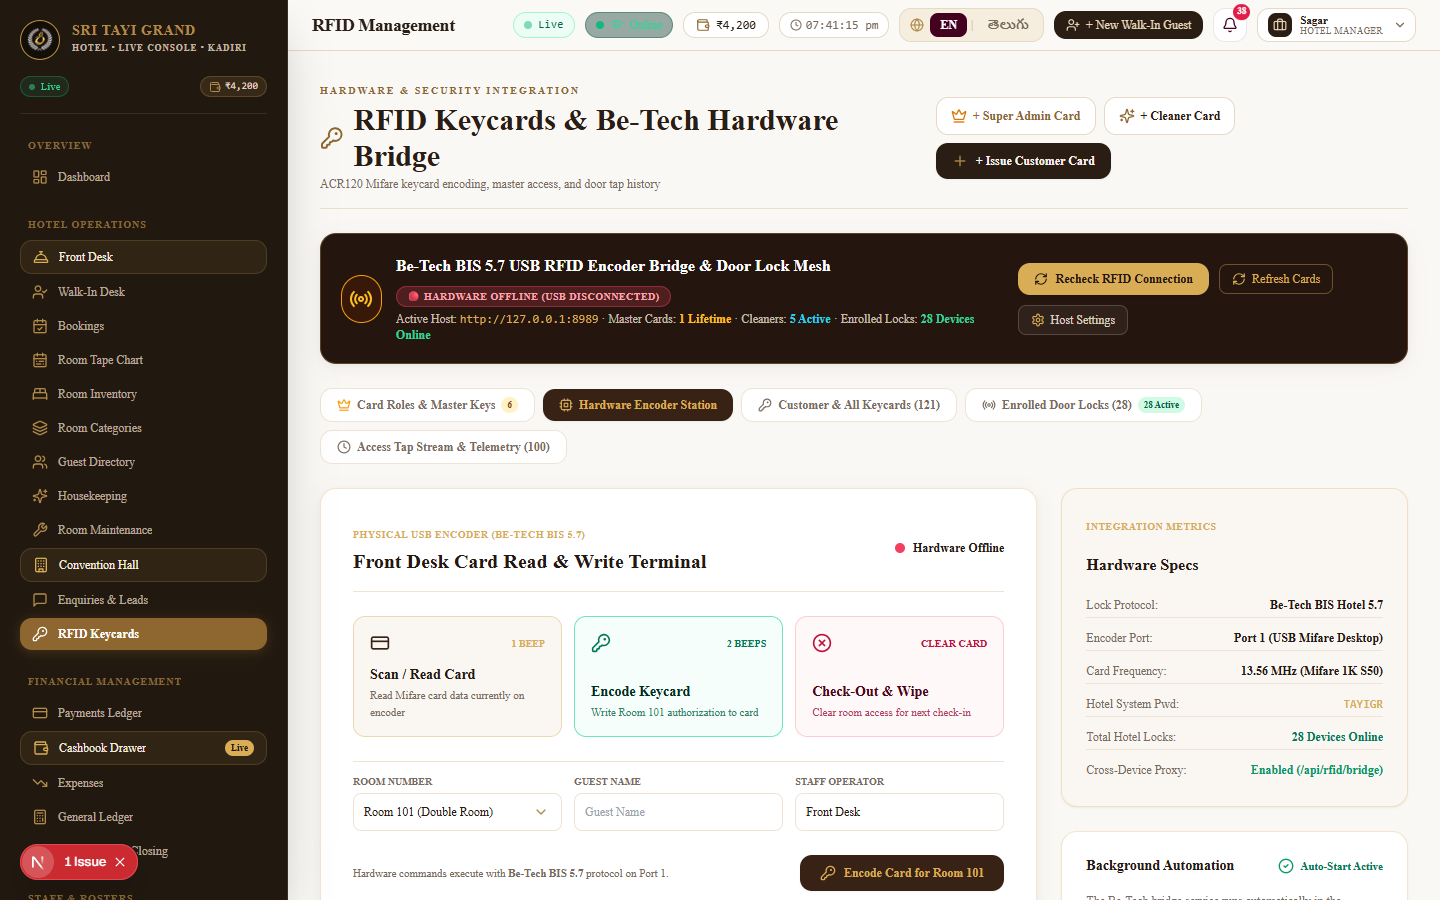 SRI TAYI GRAND
HOTEL • LIVE CONSOLE • KADIRI
Live
₹4,200
OVERVIEW
Dashboard
HOTEL OPERATIONS
Front Desk
Walk-In Desk
Bookings
Room Tape Chart
Room Inventory
Room Categories
Guest Directory
Housekeeping
Room Maintenance
Convention Hall
Enquiries & Leads
RFID Keycards
FINANCIAL MANAGEMENT
Payments Ledger
Cashbook Drawer Live
Expenses
General Ledger
Closing
N 1 Issue
STAFF & ROSTERS
RFID Management
Live
Online
₹4,200
07:41:15 pm
EN
తెలుగు
+ New Walk-In Guest
38
Sagar
HOTEL MANAGER
HARDWARE & SECURITY INTEGRATION
RFID Keycards & Be-Tech Hardware
Bridge
ACR120 Mifare keycard encoding, master access, and door tap history
+ Super Admin Card
+ Cleaner Card
+ Issue Customer Card
Be-Tech BIS 5.7 USB RFID Encoder Bridge & Door Lock Mesh
HARDWARE OFFLINE (USB DISCONNECTED)
Active Host: http://127.0.0.1:8989 · Master Cards: 1 Lifetime · Cleaners: 5 Active · Enrolled Locks: 28 Devices
Online
Recheck RFID Connection
Refresh Cards
Host Settings
Card Roles & Master Keys 6
Hardware Encoder Station
Customer & All Keycards (121)
Enrolled Door Locks (28) 28 Active
Access Tap Stream & Telemetry (100)
PHYSICAL USB ENCODER (BE-TECH BIS 5.7)
Front Desk Card Read & Write Terminal
Hardware Offline
1 BEEP
Scan / Read Card
Read Mifare card data currently on
encoder
2 BEEPS
Encode Keycard
Write Room 101 authorization to card
CLEAR CARD
Check-Out & Wipe
Clear room access for next check-in
ROOM NUMBER
Room 101 (Double Room)
GUEST NAME
Guest Name
STAFF OPERATOR
Front Desk
Hardware commands execute with Be-Tech BIS 5.7 protocol on Port 1.
Encode Card for Room 101
INTEGRATION METRICS
Hardware Specs
Lock Protocol: Be-Tech BIS Hotel 5.7
Encoder Port: Port 1 (USB Mifare Desktop)
Card Frequency: 13.56 MHz (Mifare 1K S50)
Hotel System Pwd: TAYIGR
Total Hotel Locks: 28 Devices Online
Cross-Device Proxy: Enabled (/api/rfid/bridge)
Background Automation
Auto-Start Active
The Be-Tech bridge service runs automatically in the